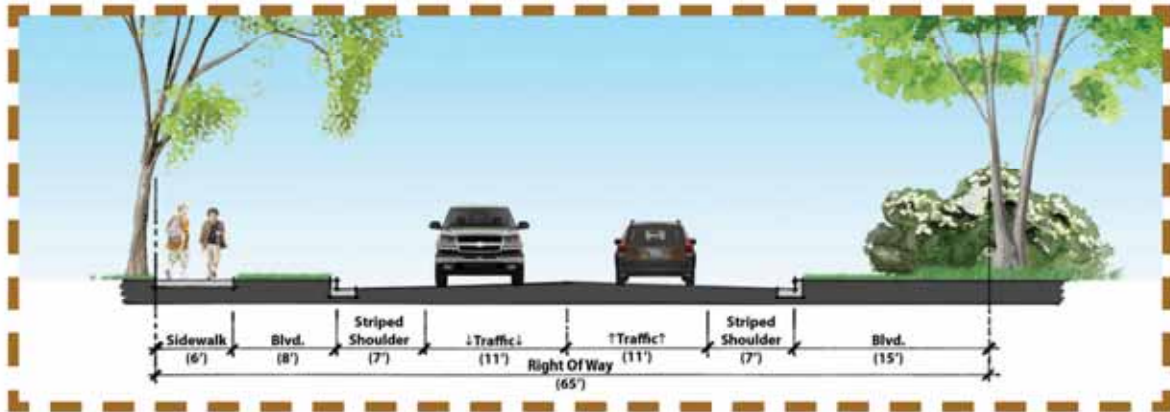 Sidewalk
(6')
Blvd.
(8')
Striped
Shoulder
(7')
↓Traffic↓
(11')
↑Traffic↑
(11')
Striped
Shoulder
(7')
Blvd.
(15')
Right Of Way
(65')